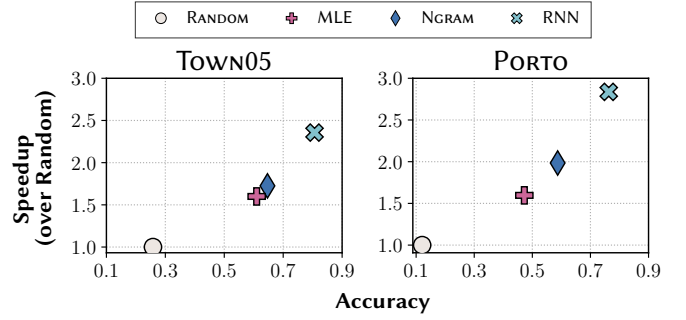 RANDOM MLE NGRAM RNN
TOWN05 PORTO
Speedup
(over Random)
3.0 3.0
2.5 2.5
2.0 2.0
1.5 1.5
1.0 1.0
0.1 0.3 0.5 0.7 0.9 0.1 0.3 0.5 0.7 0.9
Accuracy